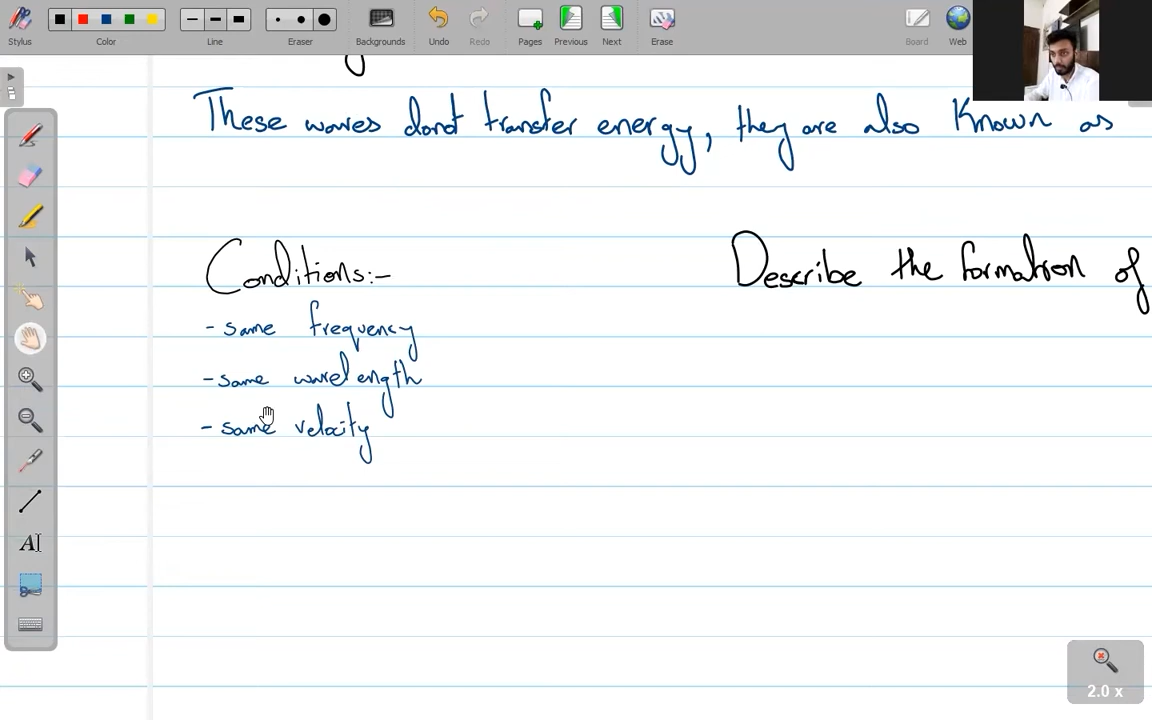 Stylus Color Line Eraser Backgrounds Undo Redo Pages Previous Next Erase Board Web
These waves dont transfer energy, they are also Known as
Conditions:- Describe the formation of
- same frequency
- same wavelength
- same velocity
2.0 x